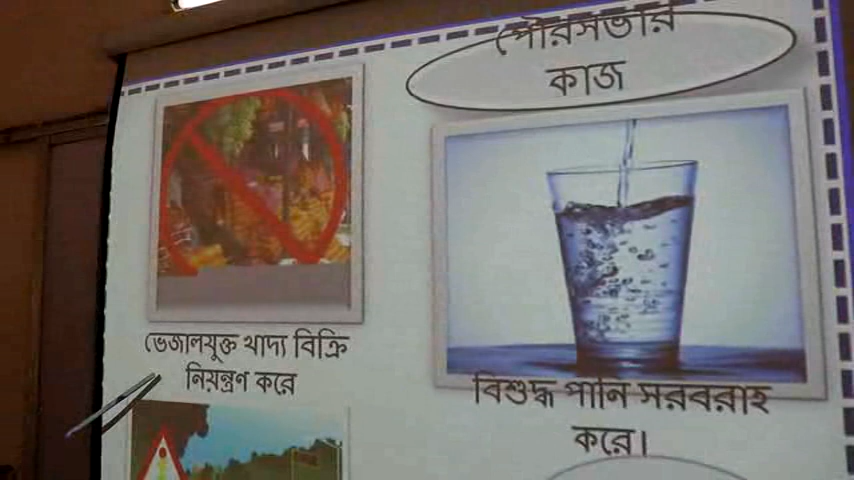 পৌরসভার
কাজ
ভেজালযুক্ত খাদ্য বিক্রি
নিয়ন্ত্রণ করে
বিশুদ্ধ পানি সরবরাহ
করে।